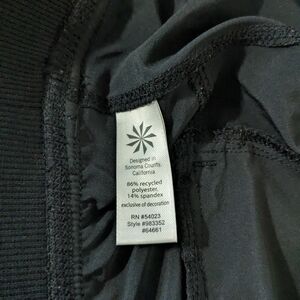 Designed in
Sonoma County,
California
86% recycled
polyester,
14% spandex
exclusive of decoration
RN #54023
Style #983352
#64661